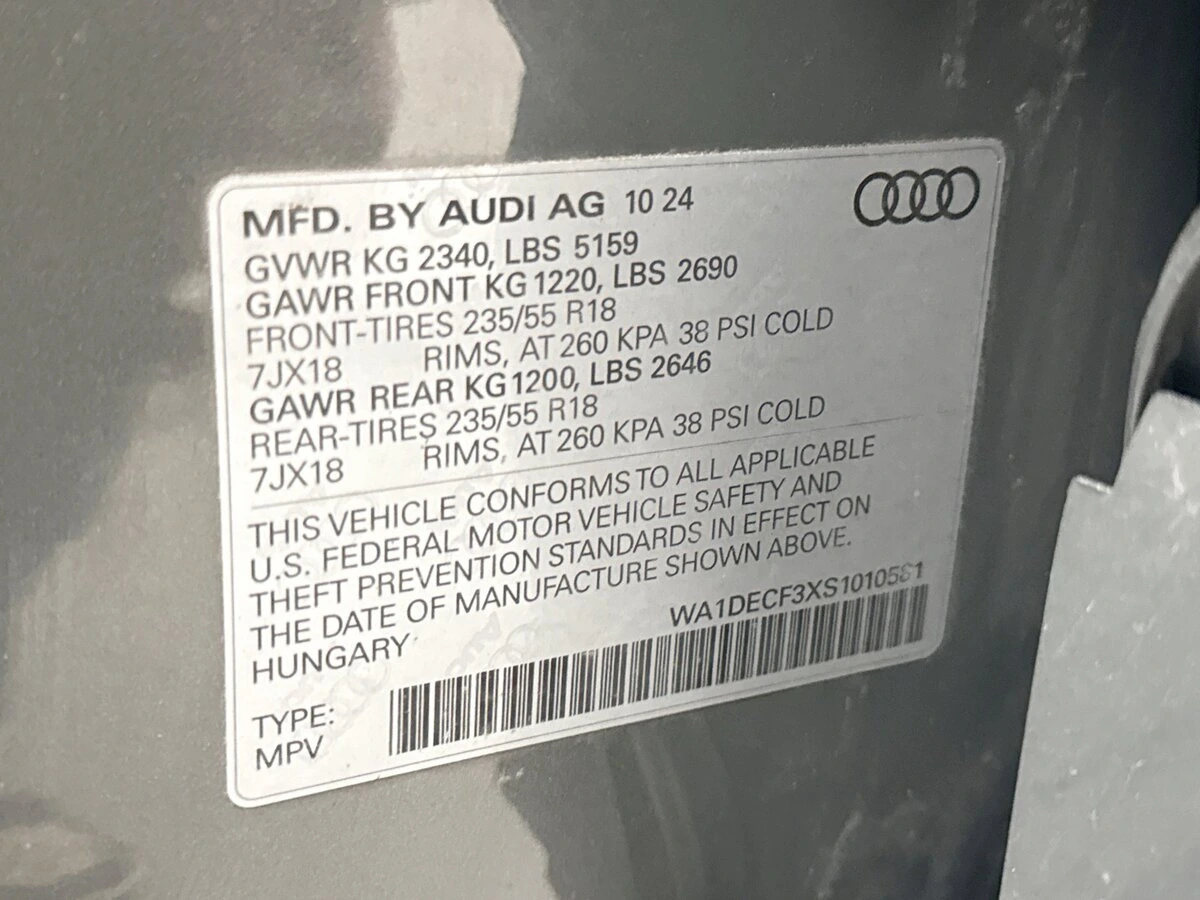 MFD. BY AUDI AG 10 24
GVWR KG 2340, LBS 5159
GAWR FRONT KG 1220, LBS 2690
FRONT-TIRES 235/55 R18
7JX18 RIMS, AT 260 KPA 38 PSI COLD
GAWR REAR KG 1200, LBS 2646
REAR-TIRES 235/55 R18
7JX18 RIMS, AT 260 KPA 38 PSI COLD
THIS VEHICLE CONFORMS TO ALL APPLICABLE
U.S. FEDERAL MOTOR VEHICLE SAFETY AND
THEFT PREVENTION STANDARDS IN EFFECT ON
THE DATE OF MANUFACTURE SHOWN ABOVE.
HUNGARY
WA1DECF3XS1010581
TYPE:
MPV